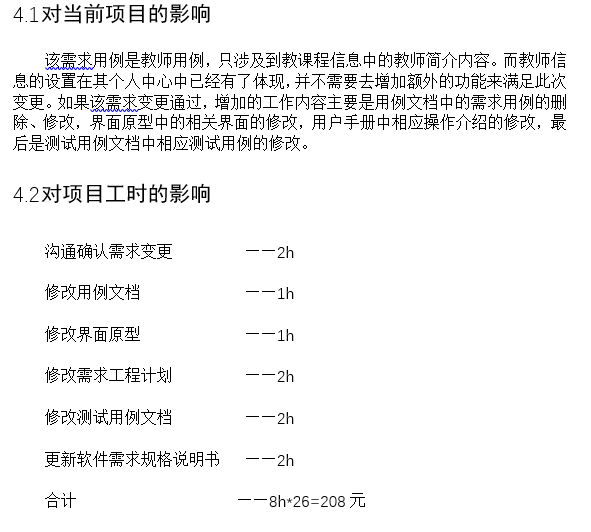 4.1对当前项目的影响
该需求用例是教师用例，只涉及到教课程信息中的教师简介内容。而教师信
息的设置在其个人中心中已经有了体现，并不需要去增加额外的功能来满足此次
变更。如果该需求变更通过，增加的工作内容主要是用例文档中的需求用例的删
除、修改，界面原型中的相关界面的修改，用户手册中相应操作介绍的修改，最
后是测试用例文档中相应测试用例的修改。
4.2对项目工时的影响
沟通确认需求变更 ——2h
修改用例文档 ——1h
修改界面原型 ——1h
修改需求工程计划 ——2h
修改测试用例文档 ——2h
更新软件需求规格说明书 ——2h
合计 ——8h*26=208 元